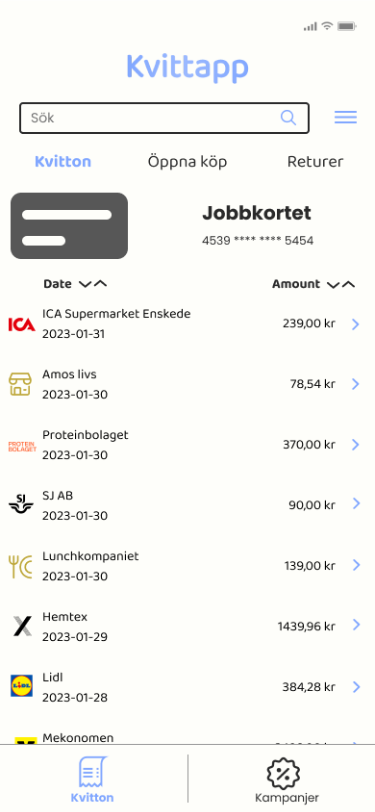 Kvittapp
Sök
Kvitton Öppna köp Returer
Jobbkortet
4539 **** **** 5454
Date Amount
ICA ICA Supermarket Enskede
2023-01-31
239,00 kr
Amos livs
2023-01-30
78,54 kr
PROTEIN
BOLAGET
Proteinbolaget
2023-01-30
370,00 kr
SJ
SJ AB
2023-01-30
90,00 kr
Lunchkompaniet
2023-01-30
139,00 kr
Hemtex
2023-01-29
1439,96 kr
LIDL
Lidl
2023-01-28
384,28 kr
Mekonomen
Kvitton Kampanjer